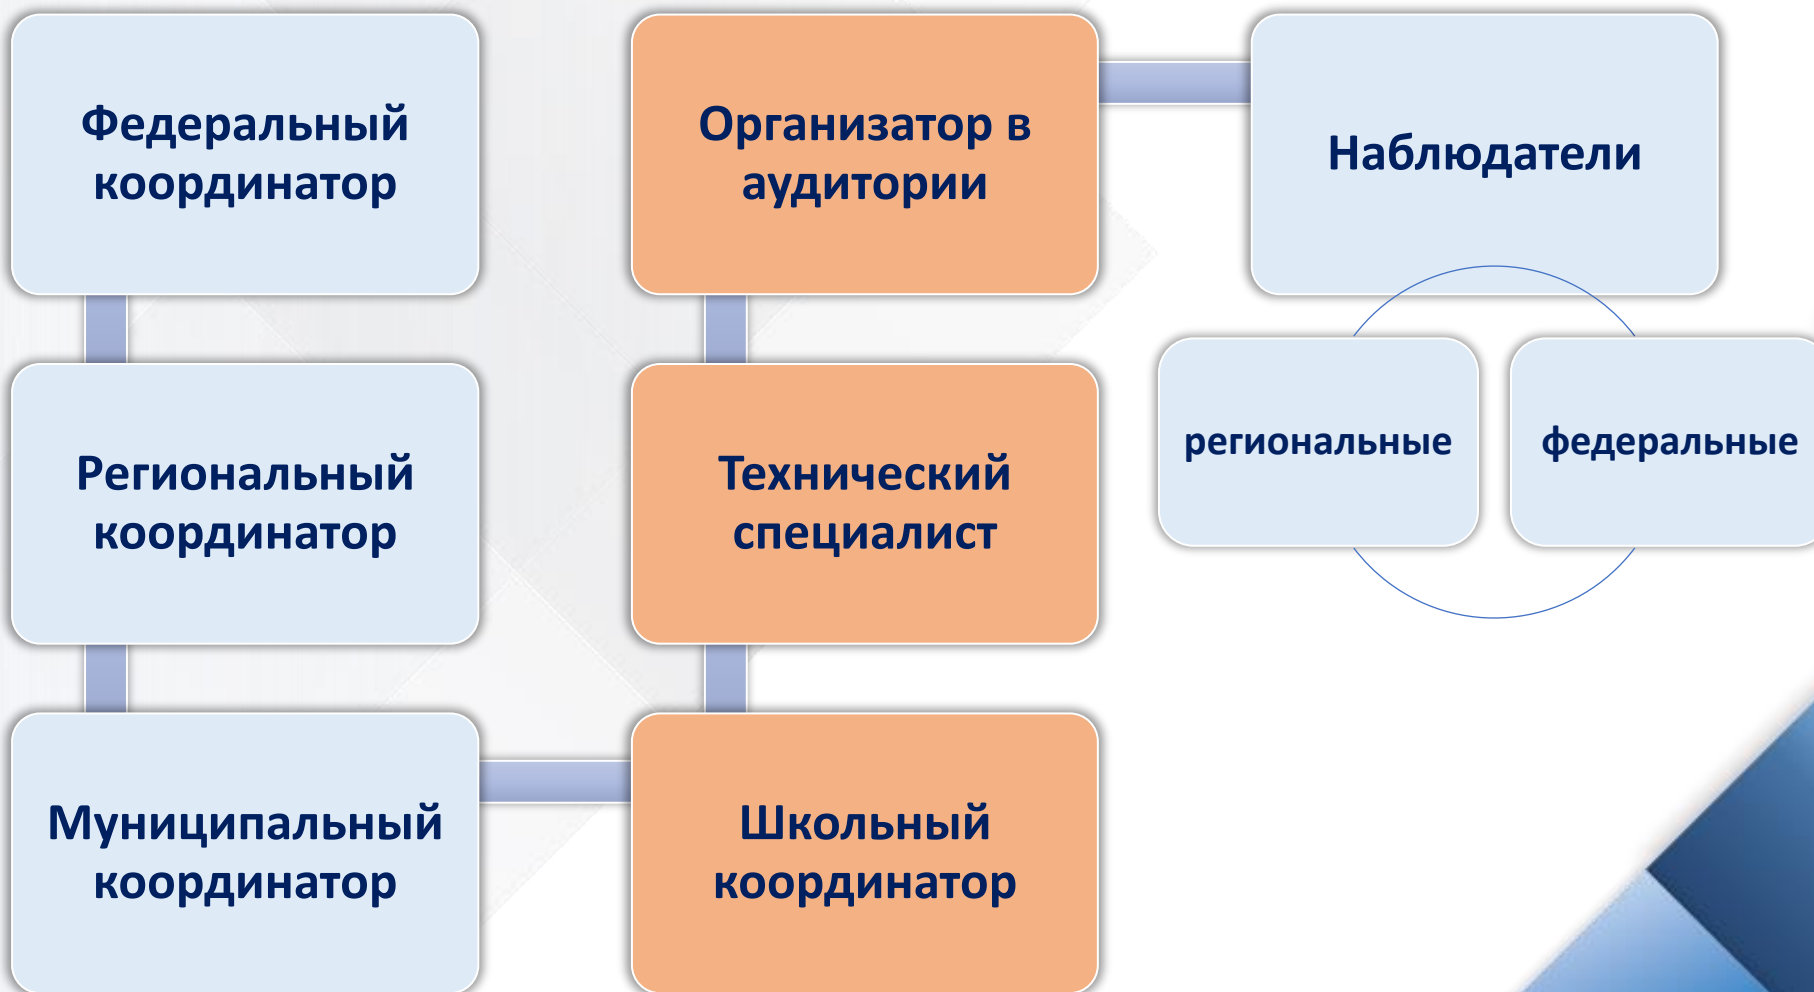 Федеральный
координатор
Региональный
координатор
Муниципальный
координатор
Школьный
координатор
Технический
специалист
Организатор в
аудитории
Наблюдатели
региональные
федеральные